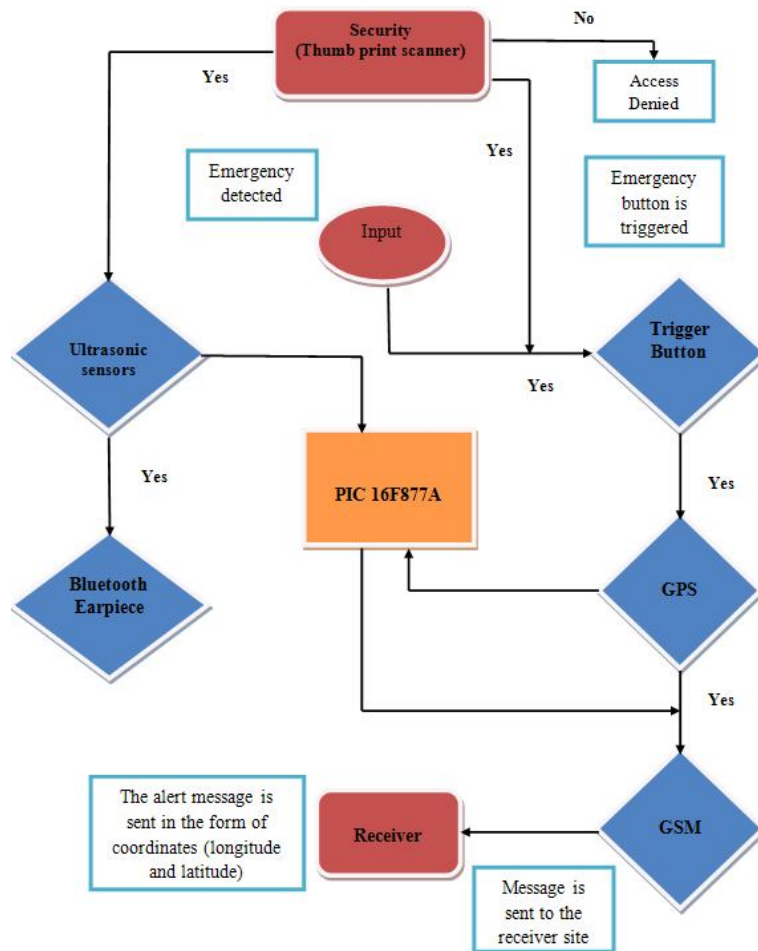 No
Security
(Thumb print scanner)
Yes
Access
Denied
Yes
Emergency
detected
Emergency
button is
triggered
Input
Trigger
Button
Ultrasonic
sensors
Yes
Yes
Yes
PIC 16F877A
Bluetooth
Earpiece
GPS
Yes
The alert message is
sent in the form of
coordinates (longitude
and latitude)
Receiver
GSM
Message is
sent to the
receiver site